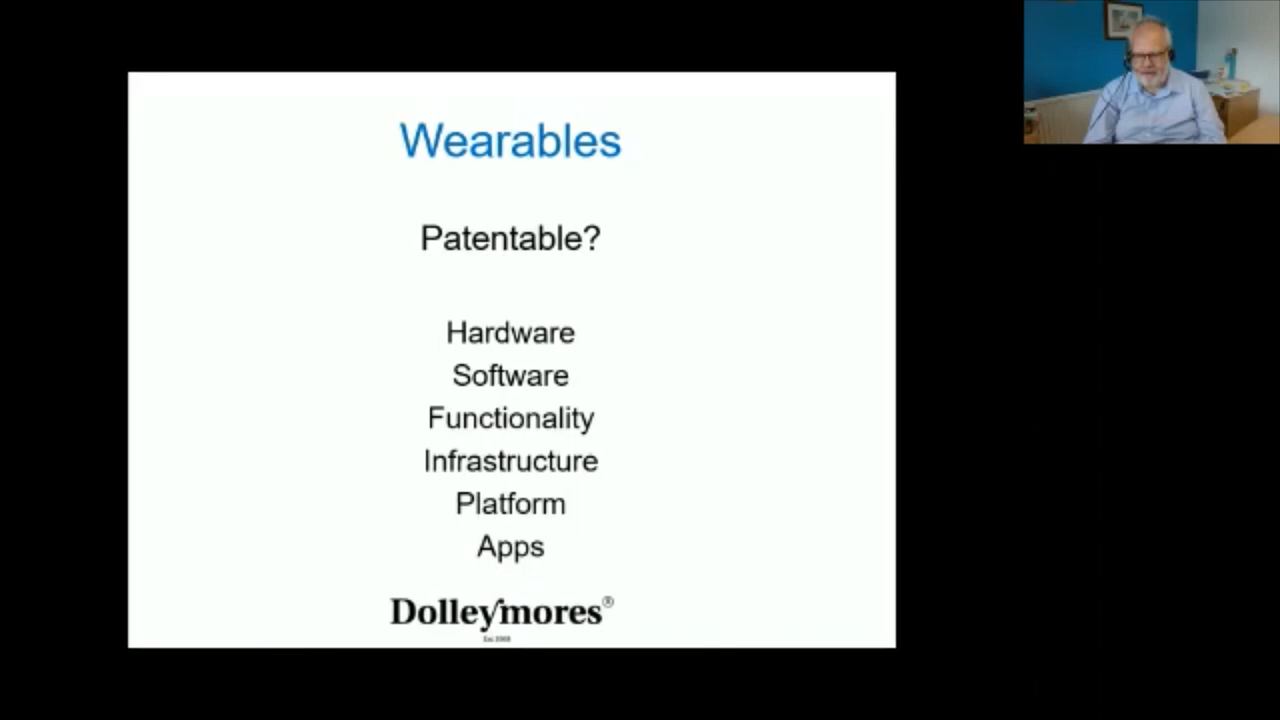 Wearables
Patentable?
Hardware
Software
Functionality
Infrastructure
Platform
Apps
Dolleymores®